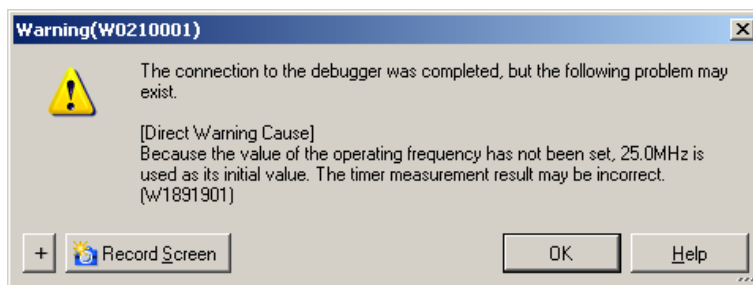 Warning(W0210001)
The connection to the debugger was completed, but the following problem may
exist.
[Direct Warning Cause]
Because the value of the operating frequency has not been set, 25.0MHz is
used as its initial value. The timer measurement result may be incorrect.
(W1891901)
+
Record Screen
OK
Help